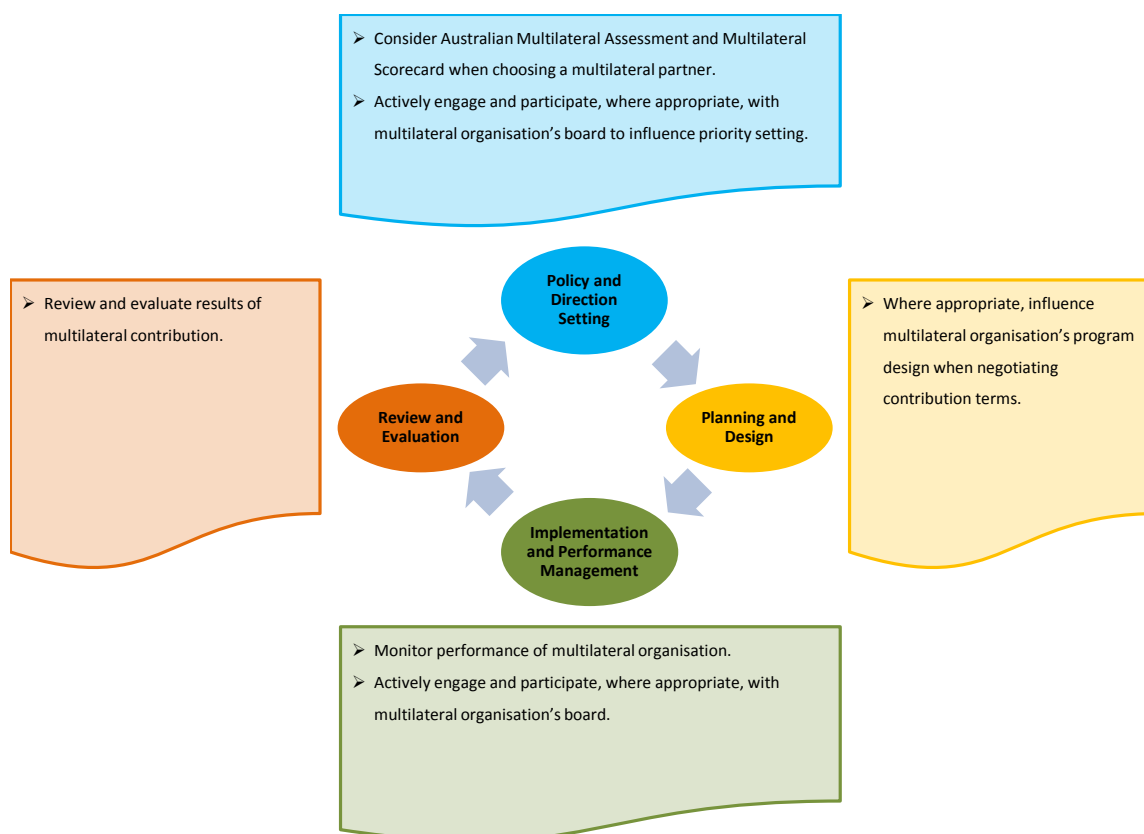 ➢ Consider Australian Multilateral Assessment and Multilateral
Scorecard when choosing a multilateral partner.
➢ Actively engage and participate, where appropriate, with
multilateral organisation’s board to influence priority setting.
Policy and
Direction
Setting
➢ Review and evaluate results of
multilateral contribution.
➢ Where appropriate, influence
multilateral organisation’s program
design when negotiating
contribution terms.
Review and
Evaluation
Planning and
Design
Implementation
and Performance
Management
➢ Monitor performance of multilateral organisation.
➢ Actively engage and participate, where appropriate, with
multilateral organisation’s board.